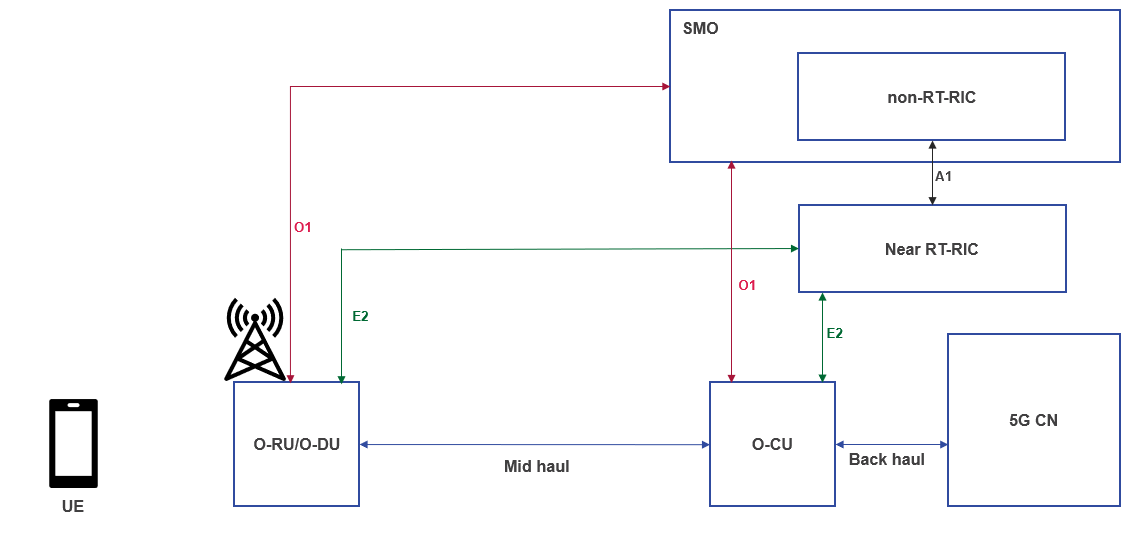 SMO
non-RT-RIC
A1
O1
Near RT-RIC
O1
E2
E2
5G CN
O-RU/O-DU
O-CU
Mid haul
Back haul
UE